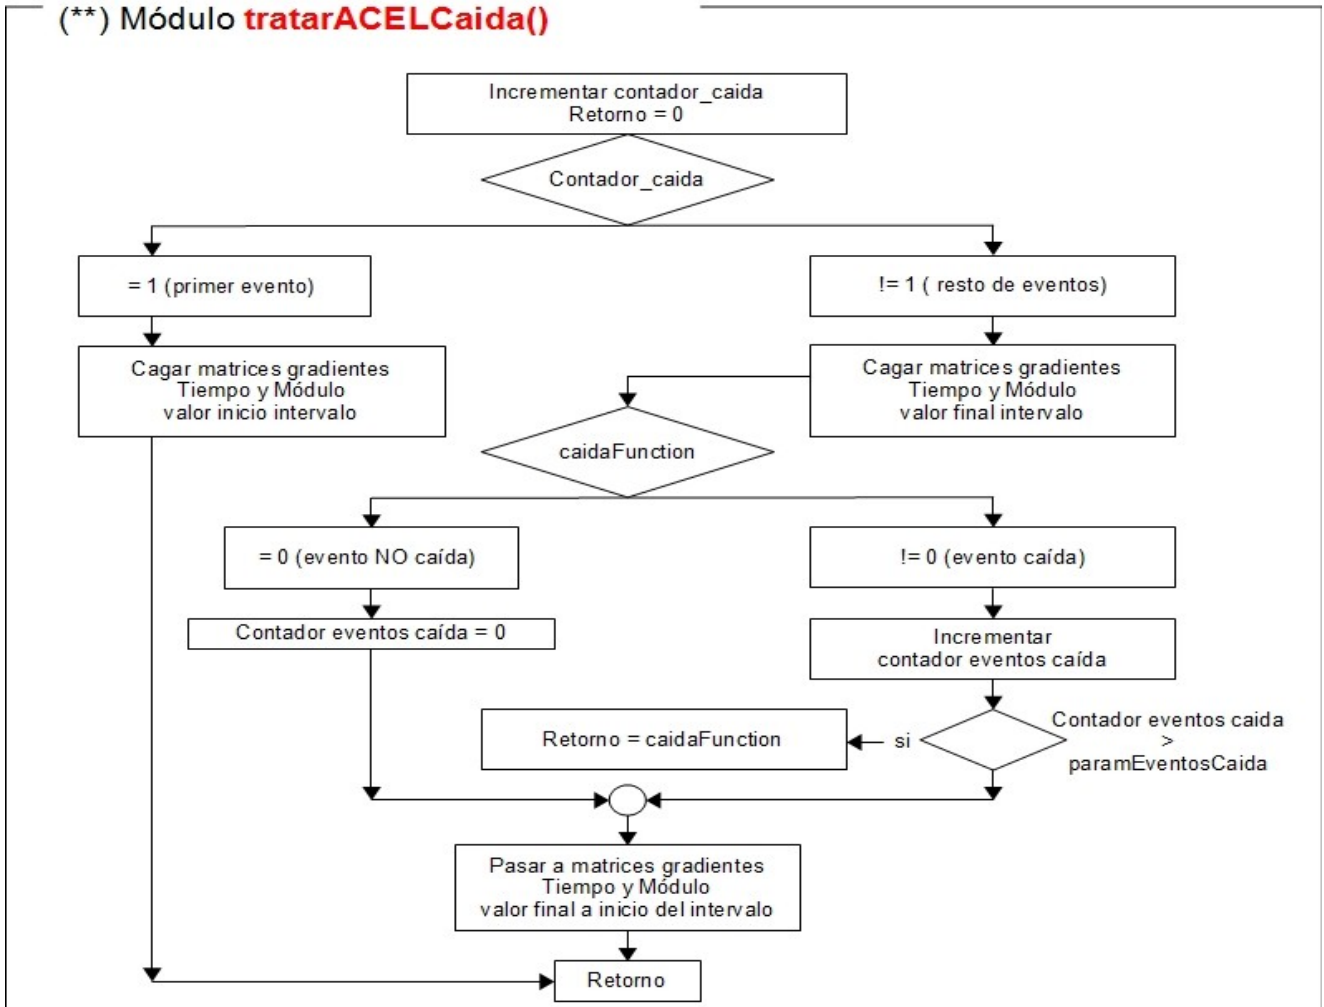 (**) Módulo tratarACELCaida()
Incrementar contador_caida
Retorno = 0
Contador_caida
= 1 (primer evento)
!= 1 ( resto de eventos)
Cagar matrices gradientes
Tiempo y Módulo
valor inicio intervalo
Cagar matrices gradientes
Tiempo y Módulo
valor final intervalo
caidaFunction
= 0 (evento NO caída)
!= 0 (evento caída)
Contador eventos caída = 0
Incrementar
contador eventos caída
Retorno = caidaFunction
si
Contador eventos caida
>
paramEventosCaida
Pasar a matrices gradientes
Tiempo y Módulo
valor final a inicio del intervalo
Retorno